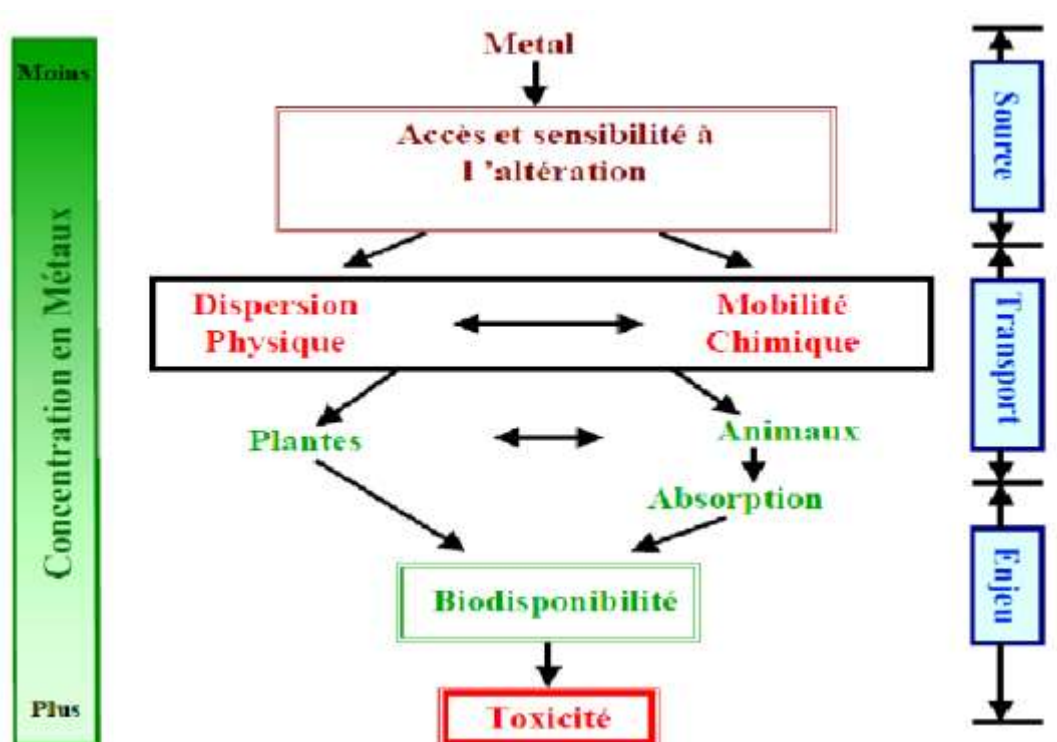 Moins
Concentration en Métaux
Plus
Metal
Accès et sensibilité à
l 'altération
Dispersion
Physique
Mobilité
Chimique
Plantes
Animaux
Absorption
Biodisponibilité
Toxicité
Source
Transport
Enjeu